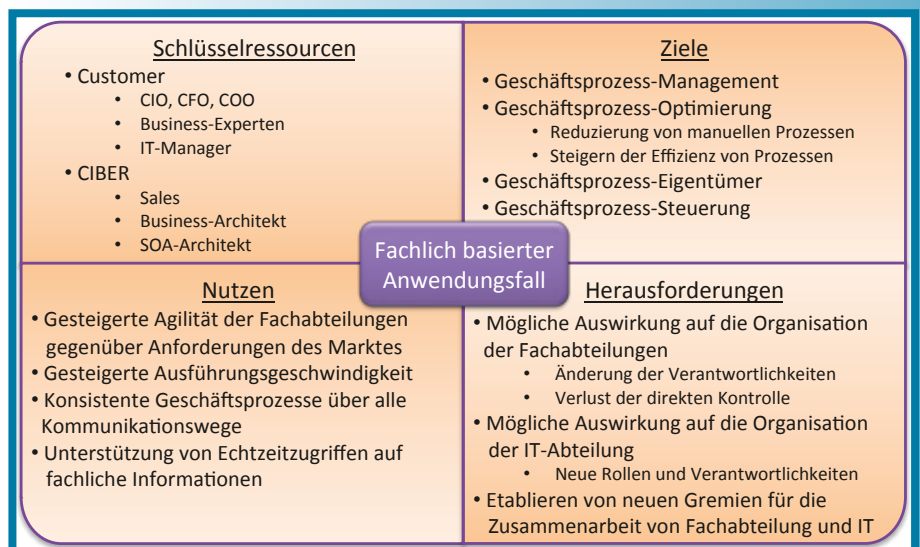 Schlüsselressourcen
• Customer
• CIO, CFO, COO
• Business-Experten
• IT-Manager
• CIBER
• Sales
• Business-Architekt
• SOA-Architekt
Ziele
• Geschäftsprozess-Management
• Geschäftsprozess-Optimierung
• Reduzierung von manuellen Prozessen
• Steigern der Effizienz von Prozessen
• Geschäftsprozess-Eigentümer
• Geschäftsprozess-Steuerung
Fachlich basierter
Anwendungsfall
Nutzen
• Gesteigerte Agilität der Fachabteilungen
gegenüber Anforderungen des Marktes
• Gesteigerte Ausführungsgeschwindigkeit
• Konsistente Geschäftsprozesse über alle
Kommunikationswege
• Unterstützung von Echtzeitzugriffen auf
fachliche Informationen
Herausforderungen
• Mögliche Auswirkung auf die Organisation
der Fachabteilungen
• Änderung der Verantwortlichkeiten
• Verlust der direkten Kontrolle
• Mögliche Auswirkung auf die Organisation
der IT-Abteilung
• Neue Rollen und Verantwortlichkeiten
• Etablieren von neuen Gremien für die
Zusammenarbeit von Fachabteilung und IT